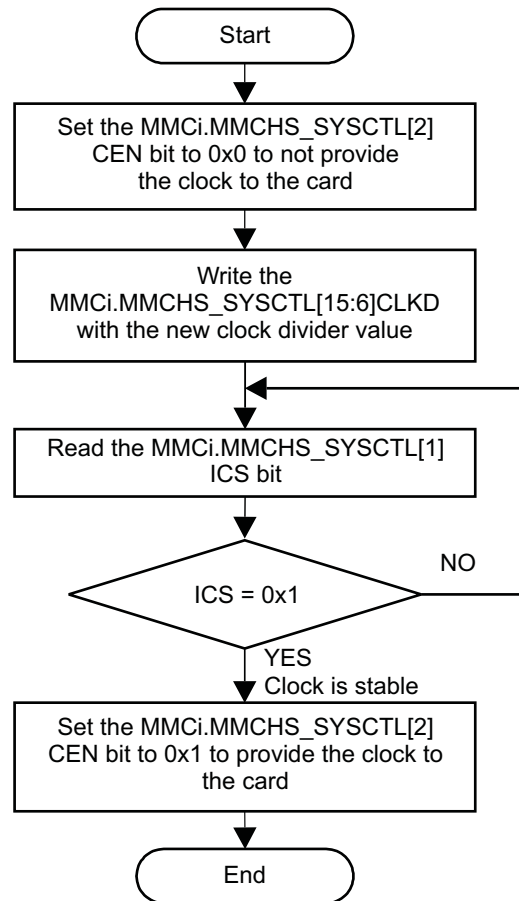 Start
Set the MMCi.MMCHS_SYSCTL[2]
CEN bit to 0x0 to not provide
the clock to the card
Write the
MMCi.MMCHS_SYSCTL[15:6]CLKD
with the new clock divider value
Read the MMCi.MMCHS_SYSCTL[1]
ICS bit
ICS = 0x1
NO
YES
Clock is stable
Set the MMCi.MMCHS_SYSCTL[2]
CEN bit to 0x1 to provide the clock to
the card
End